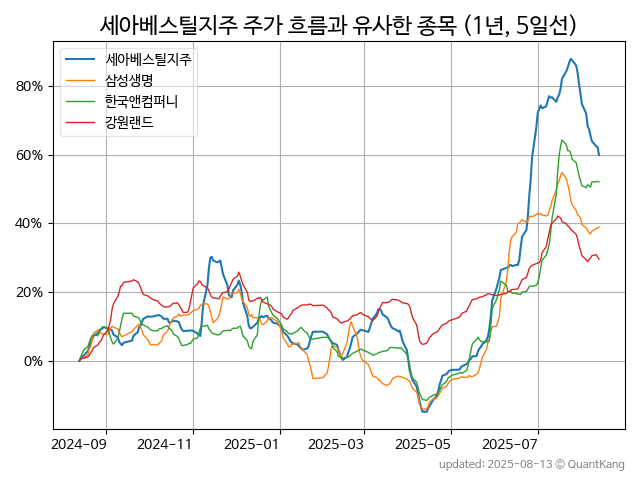 세아베스틸지주 주가 흐름과 유사한 종목 (1년, 5일선)
세아베스틸지주
삼성생명
한국앤컴퍼니
강원랜드
80%
60%
40%
20%
0%
2024-09 2024-11 2025-01 2025-03 2025-05 2025-07
updated: 2025-08-13 © QuantKang